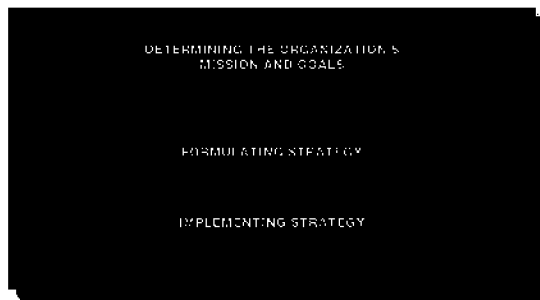 DETERMINING THE ORGANIZATION'S
MISSION AND GOALS
FORMULATING STRATEGY
IMPLEMENTING STRATEGY